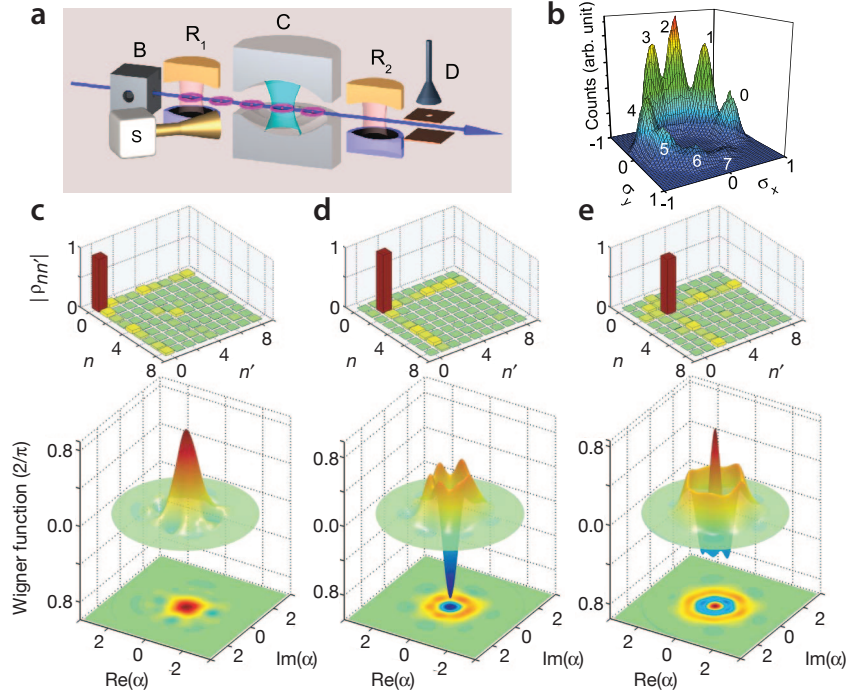 a
B
R1
C
R2
D
S
b
Counts (arb. unit)
3
2
1
0
4
5
6
7
-1
0
1
σy
-1
0
1
σx
c
d
e
|ρnn′|
1
0
0
4
8
n
0
4
8
n′
1
0
0
4
8
n
0
4
8
n′
1
0
0
4
8
n
0
4
8
n′
Wigner function (2/π)
0.8
0.0
0.8
2
0
-2
Re(α)
-2
0
2
Im(α)
0.8
0.0
0.8
2
0
-2
Re(α)
-2
0
2
Im(α)
0.8
0.0
0.8
2
0
-2
Re(α)
-2
0
2
Im(α)